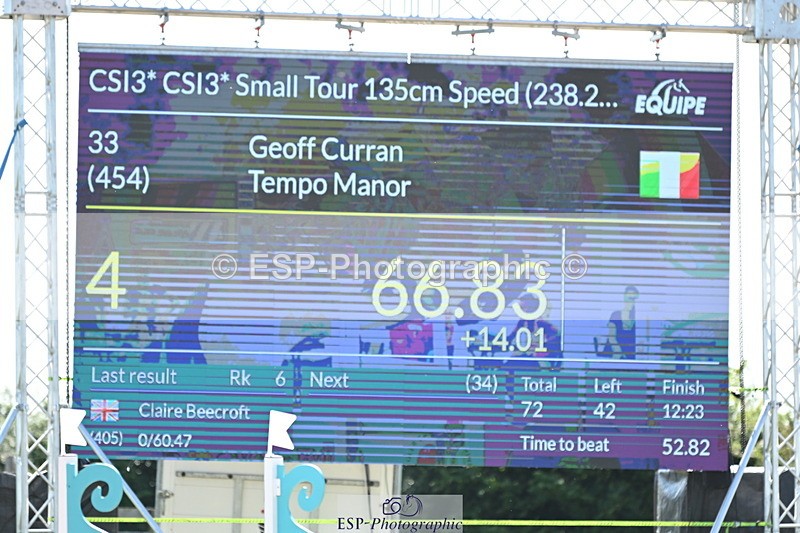 CSI3* CSI3* Small Tour 135cm Speed (238.2...
EQUIPE
33 Geoff Curran
(454) Tempo Manor
© ESP-Photographic ©
4 66.83
+14.01
Last result Rk 6 Next (34) Total Left Finish
Claire Beecroft 72 42 12:23
(405) 0/60.47 Time to beat 52.82
ESP-Photographic